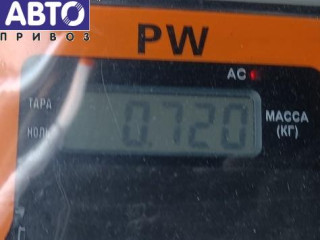 АВТО
ПРИВОЗ
PW
AC
ТАРА
НОЛЬ
0.720
МАССА
(КГ)